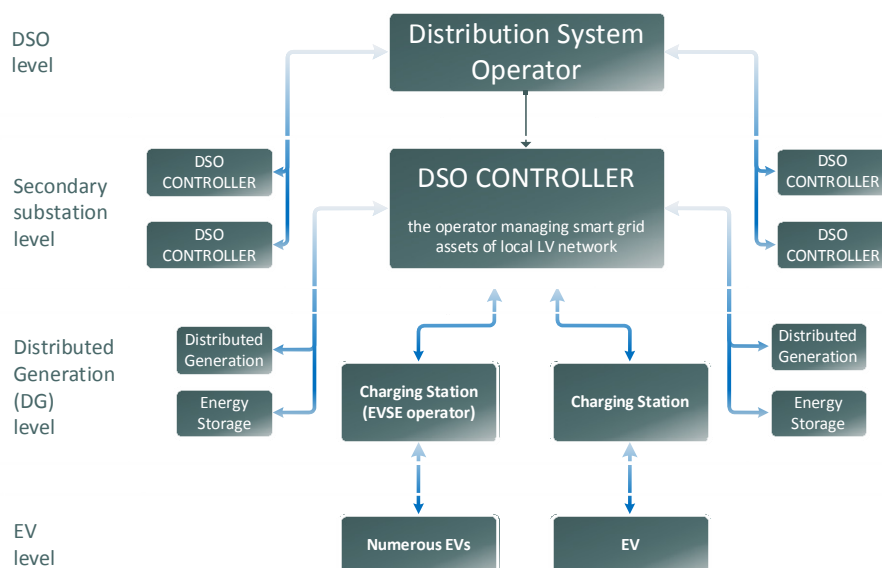 DSO
level
Distribution System
Operator
Secondary
substation
level
DSO
CONTROLLER
DSO
CONTROLLER
DSO CONTROLLER
the operator managing smart grid
assets of local LV network
DSO
CONTROLLER
DSO
CONTROLLER
Distributed
Generation
(DG)
level
Distributed
Generation
Energy
Storage
Charging Station
(EVSE operator)
Charging Station
Distributed
Generation
Energy
Storage
EV
level
Numerous EVs
EV